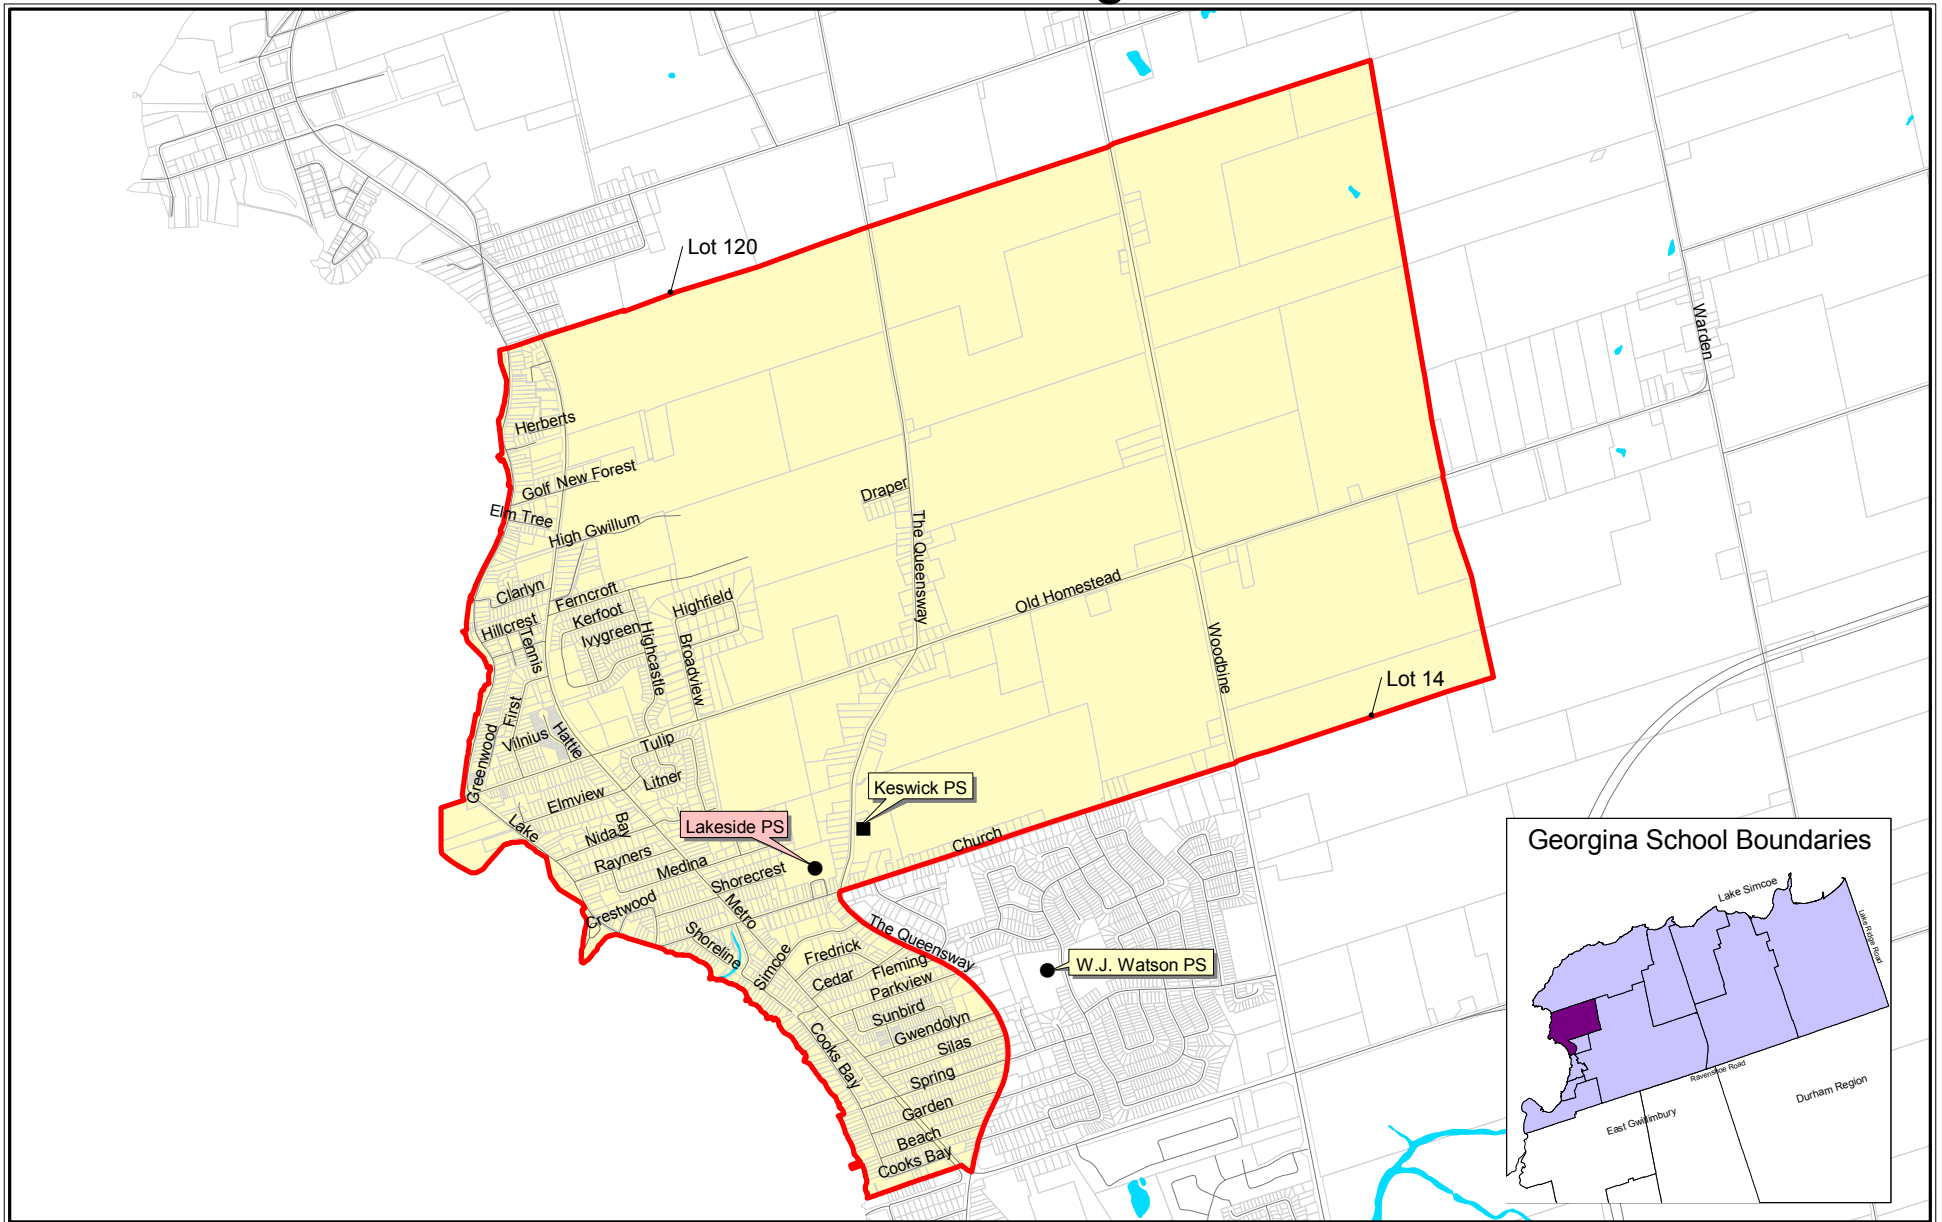 Lot 120
Warden
Herberts
Golf New Forest
Elm Tree
High Gwillum
Draper
The Queensway
Clarlyn
Ferncroft
Kerfoot
Highfield
Old Homestead
Hillcrest
Tennis
Ivygreen
Highcastle
Broadview
Woodbine
Lot 14
First
Vilnius
Hattie
Greenwood
Tulip
Litner
Keswick PS
Elmview
Lake
Nida
Bay
Lakeside PS
Church
Rayners
Medina
Shorecrest
Crestwood
Metro
Shoreline
Simcoe
The Queensway
Fredrick
Fleming
Cedar
Parkview
W.J. Watson PS
Sunbird
Gwendolyn
Cooks Bay
Silas
Spring
Garden
Beach
Cooks Bay
Georgina School Boundaries
Lake Simcoe
Lake Ridge Road
Ravenshoe Road
Durham Region
East Gwillimbury